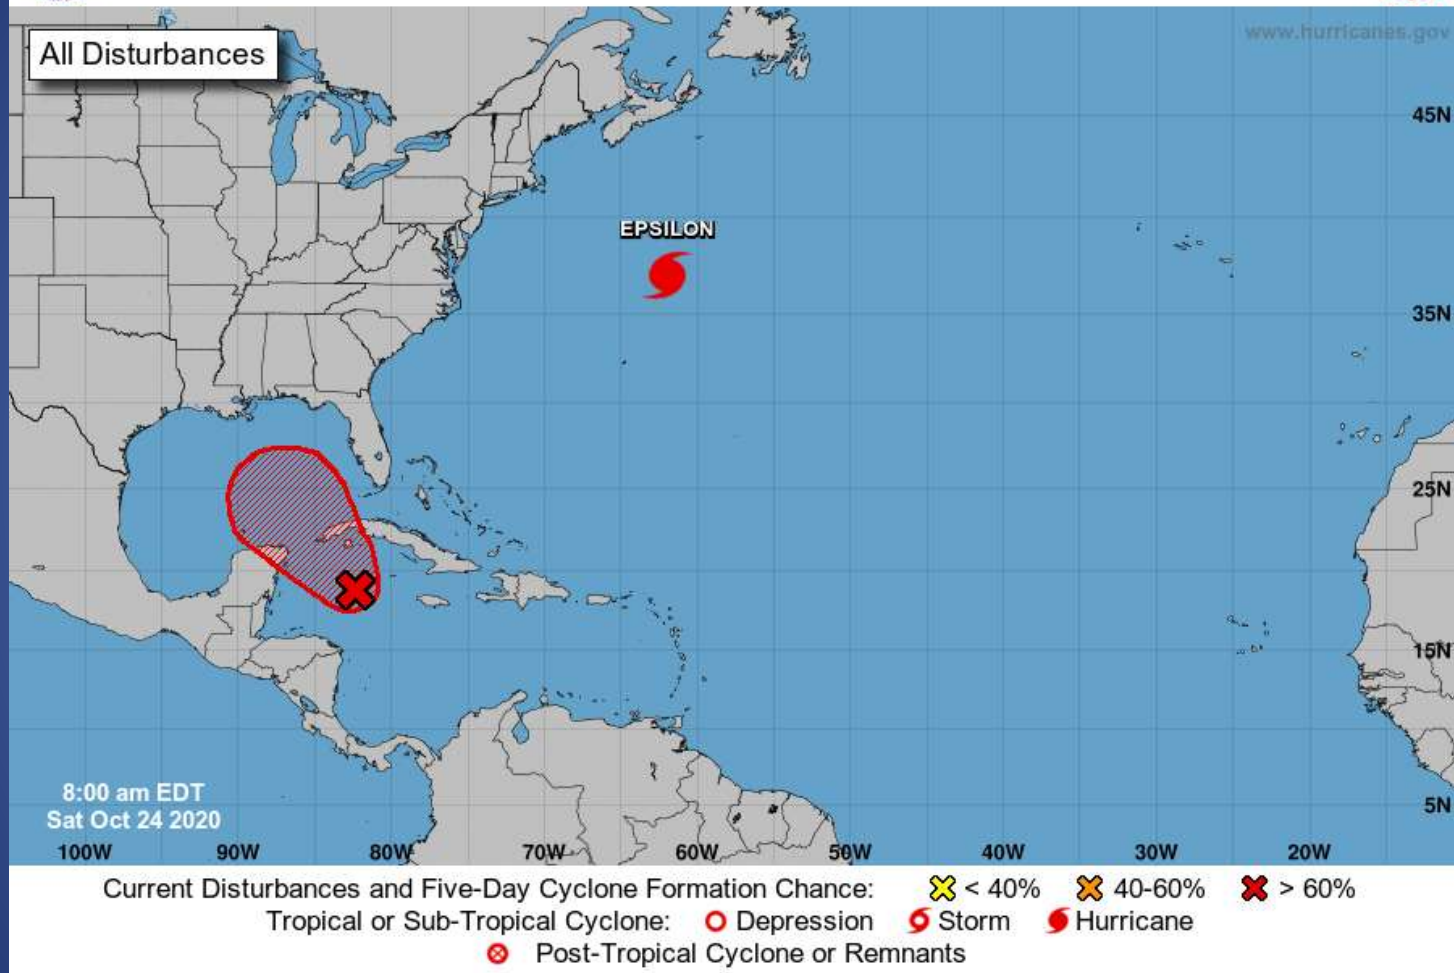 www.hurricanes.gov
All Disturbances
45N
EPSILON
35N
25N
15N
8:00 am EDT
Sat Oct 24 2020
5N
100W 90W 80W 70W 60W 50W 40W 30W 20W
Current Disturbances and Five-Day Cyclone Formation Chance: < 40% 40-60% > 60%
Tropical or Sub-Tropical Cyclone: Depression Storm Hurricane
Post-Tropical Cyclone or Remnants